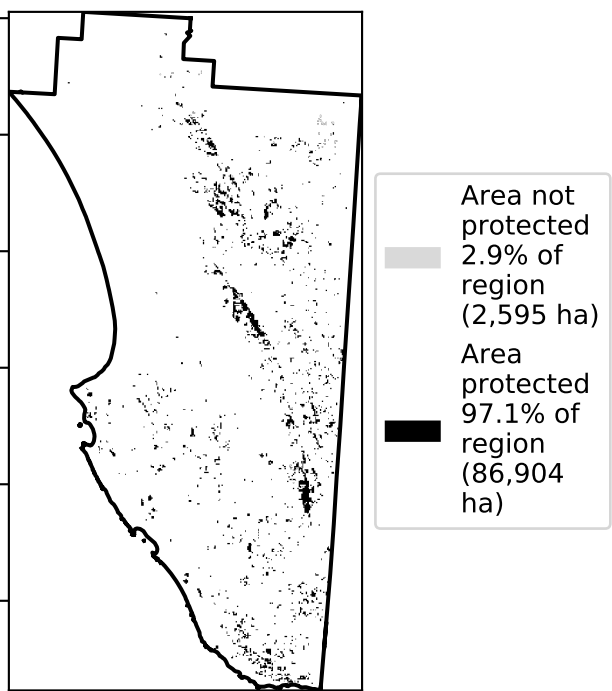 Area not
protected
2.9% of
region
(2,595 ha)
Area
protected
97.1% of
region
(86,904
ha)